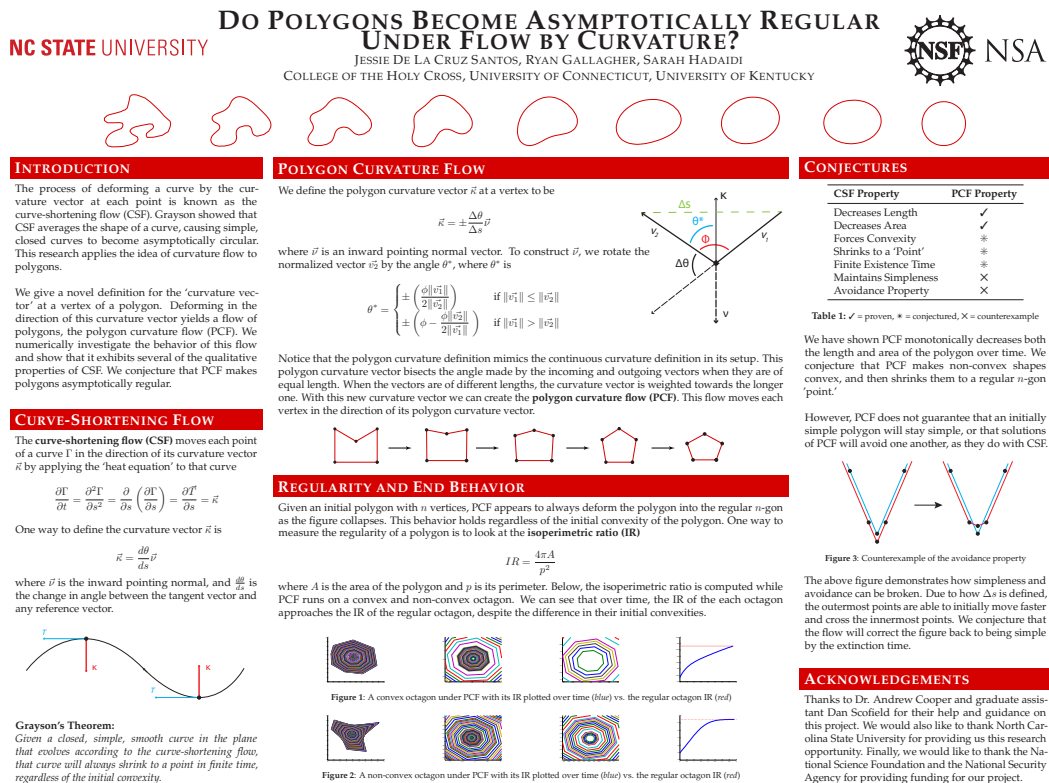 DO POLYGONS BECOME ASYMPTOTICALLY REGULAR
UNDER FLOW BY CURVATURE?
NC STATE UNIVERSITY
JESSIE DE LA CRUZ SANTOS, RYAN GALLAGHER, SARAH HADAIDI
COLLEGE OF THE HOLY CROSS, UNIVERSITY OF CONNECTICUT, UNIVERSITY OF KENTUCKY
NSF
NSA
INTRODUCTION
The process of deforming a curve by the cur-
vature vector at each point is known as the
curve-shortening flow (CSF). Grayson showed that
CSF averages the shape of a curve, causing simple,
closed curves to become asymptotically circular.
This research applies the idea of curvature flow to
polygons.
We give a novel definition for the 'curvature vec-
tor' at a vertex of a polygon. Deforming in the
direction of this curvature vector yields a flow of
polygons, the polygon curvature flow (PCF). We
numerically investigate the behavior of this flow
and show that it exhibits several of the qualitative
properties of CSF. We conjecture that PCF makes
polygons asymptotically regular.
CURVE-SHORTENING FLOW
The curve-shortening flow (CSF) moves each point
of a curve Γ in the direction of its curvature vector
κ⃗ by applying the 'heat equation' to that curve
∂Γ/∂t = ∂²Γ/∂s² = ∂/∂s (∂Γ/∂s) = ∂T⃗/∂s = κ⃗
One way to define the curvature vector κ⃗ is
κ⃗ = dθ/ds ν⃗
where ν⃗ is the inward pointing normal, and dθ/ds is
the change in angle between the tangent vector and
any reference vector.
T
K
K
T
Grayson's Theorem:
Given a closed, simple, smooth curve in the plane
that evolves according to the curve-shortening flow,
that curve will always shrink to a point in finite time,
regardless of the initial convexity.
POLYGON CURVATURE FLOW
We define the polygon curvature vector κ⃗ at a vertex to be
κ⃗ = ± Δθ/Δs ν⃗
where ν⃗ is an inward pointing normal vector. To construct ν⃗, we rotate the
normalized vector v⃗₂ by the angle θ*, where θ* is
θ* = { ± (ϕ‖v⃗₁‖ / 2‖v⃗₂‖) if ‖v⃗₁‖ ≤ ‖v⃗₂‖
± (ϕ − ϕ‖v⃗₂‖ / 2‖v⃗₁‖) if ‖v⃗₁‖ > ‖v⃗₂‖
Δs
K
θ*
v₂
v₁
Φ
Δθ
ν
Notice that the polygon curvature definition mimics the continuous curvature definition in its setup. This
polygon curvature vector bisects the angle made by the incoming and outgoing vectors when they are of
equal length. When the vectors are of different lengths, the curvature vector is weighted towards the longer
one. With this new curvature vector we can create the polygon curvature flow (PCF). This flow moves each
vertex in the direction of its polygon curvature vector.
REGULARITY AND END BEHAVIOR
Given an initial polygon with n vertices, PCF appears to always deform the polygon into the regular n-gon
as the figure collapses. This behavior holds regardless of the initial convexity of the polygon. One way to
measure the regularity of a polygon is to look at the isoperimetric ratio (IR)
IR = 4πA/p²
where A is the area of the polygon and p is its perimeter. Below, the isoperimetric ratio is computed while
PCF runs on a convex and non-convex octagon. We can see that over time, the IR of the each octagon
approaches the IR of the regular octagon, despite the difference in their initial convexities.
Figure 1: A convex octagon under PCF with its IR plotted over time (blue) vs. the regular octagon IR (red)
Figure 2: A non-convex octagon under PCF with its IR plotted over time (blue) vs. the regular octagon IR (red)
CONJECTURES
CSF Property PCF Property
Decreases Length ✓
Decreases Area ✓
Forces Convexity ∗
Shrinks to a 'Point' ∗
Finite Existence Time ∗
Maintains Simpleness ×
Avoidance Property ×
Table 1: ✓ = proven, ∗ = conjectured, × = counterexample
We have shown PCF monotonically decreases both
the length and area of the polygon over time. We
conjecture that PCF makes non-convex shapes
convex, and then shrinks them to a regular n-gon
'point.'
However, PCF does not guarantee that an initially
simple polygon will stay simple, or that solutions
of PCF will avoid one another, as they do with CSF.
Figure 3: Counterexample of the avoidance property
The above figure demonstrates how simpleness and
avoidance can be broken. Due to how Δs is defined,
the outermost points are able to initially move faster
and cross the innermost points. We conjecture that
the flow will correct the figure back to being simple
by the extinction time.
ACKNOWLEDGEMENTS
Thanks to Dr. Andrew Cooper and graduate assis-
tant Dan Scofield for their help and guidance on
this project. We would also like to thank North Car-
olina State University for providing us this research
opportunity. Finally, we would like to thank the Na-
tional Science Foundation and the National Security
Agency for providing funding for our project.